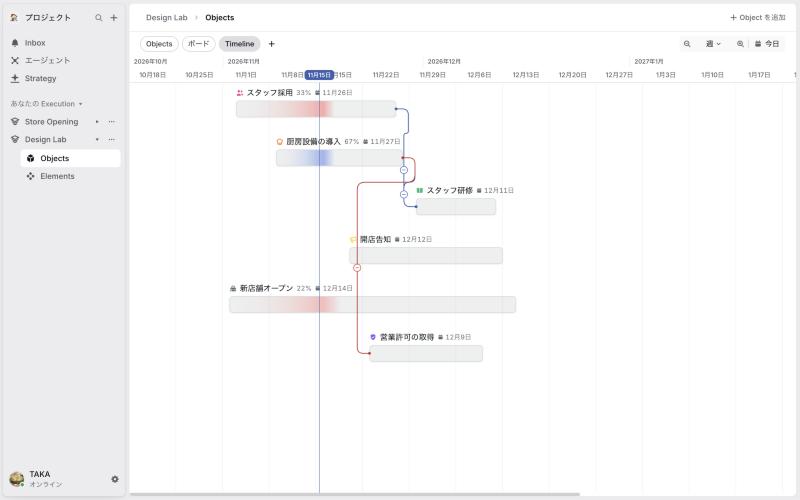 プロジェクト
Inbox
エージェント
Strategy
あなたの Execution
Store Opening
Design Lab
Objects
Elements
TAKA
オンライン
Design Lab › Objects
Object を追加
Objects ボード Timeline
週 今日
2026年10月 2026年11月 2026年12月 2027年1月
10月18日 10月25日 11月1日 11月8日 11月15日 11月22日 11月29日 12月6日 12月13日 12月20日 12月27日 1月3日 1月10日 1月17日
スタッフ採用 33% 11月26日
厨房設備の導入 67% 11月27日
スタッフ研修 12月11日
開店告知 12月12日
新店舗オープン 22% 12月14日
営業許可の取得 12月9日